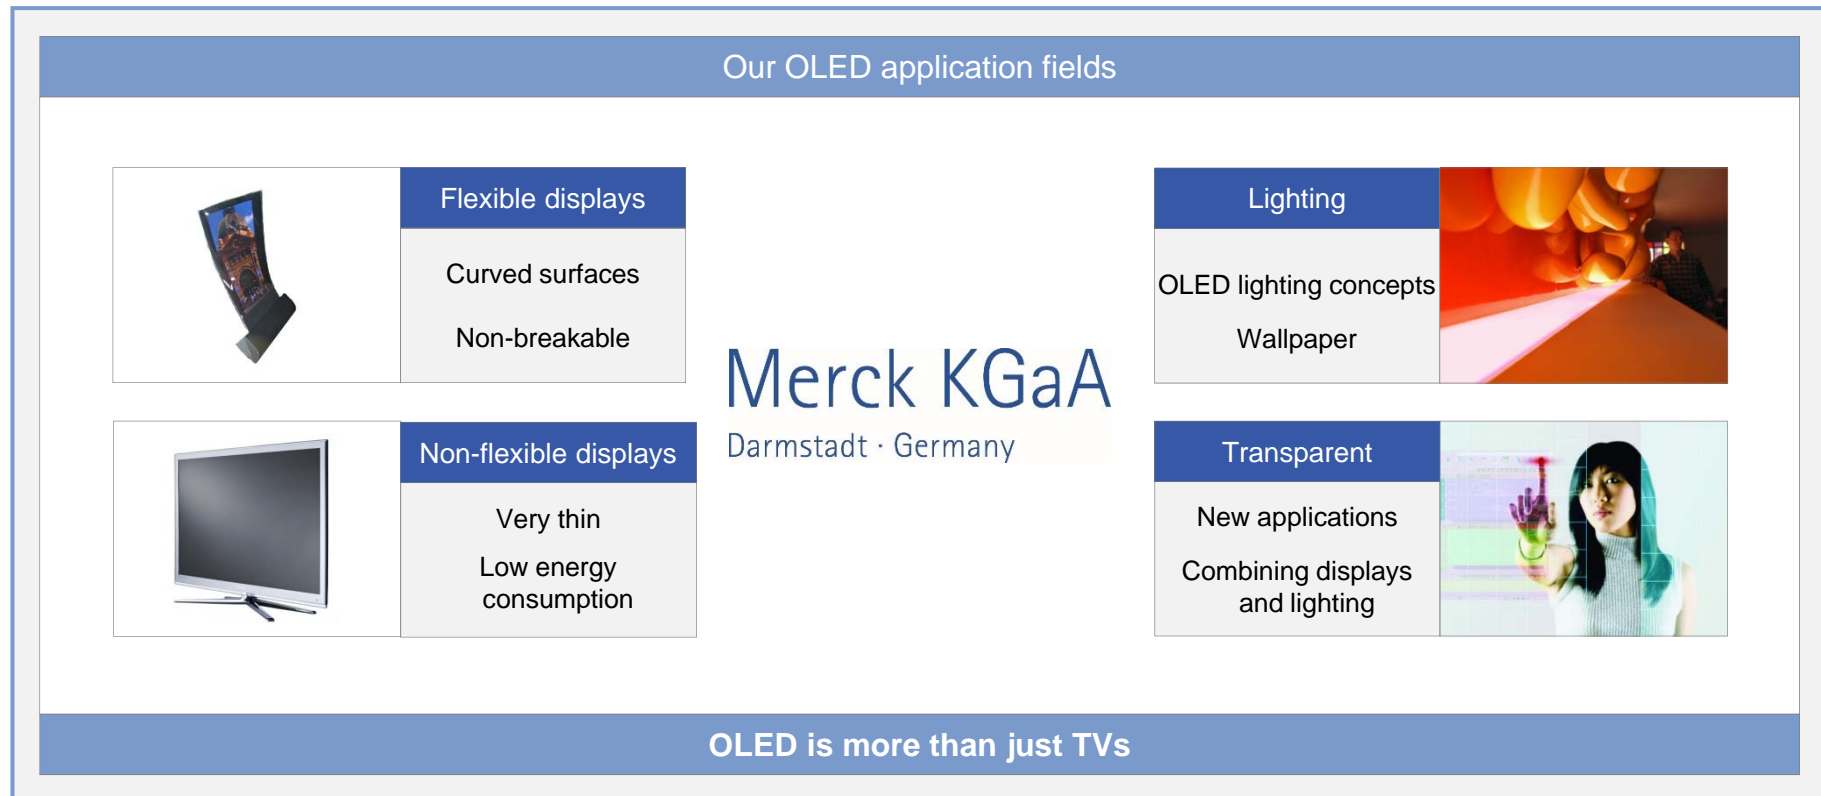 Our OLED application fields
Flexible displays
Curved surfaces
Non-breakable
Non-flexible displays
Very thin
Low energy
consumption
Merck KGaA
Darmstadt · Germany
Lighting
OLED lighting concepts
Wallpaper
Transparent
New applications
Combining displays
and lighting
OLED is more than just TVs